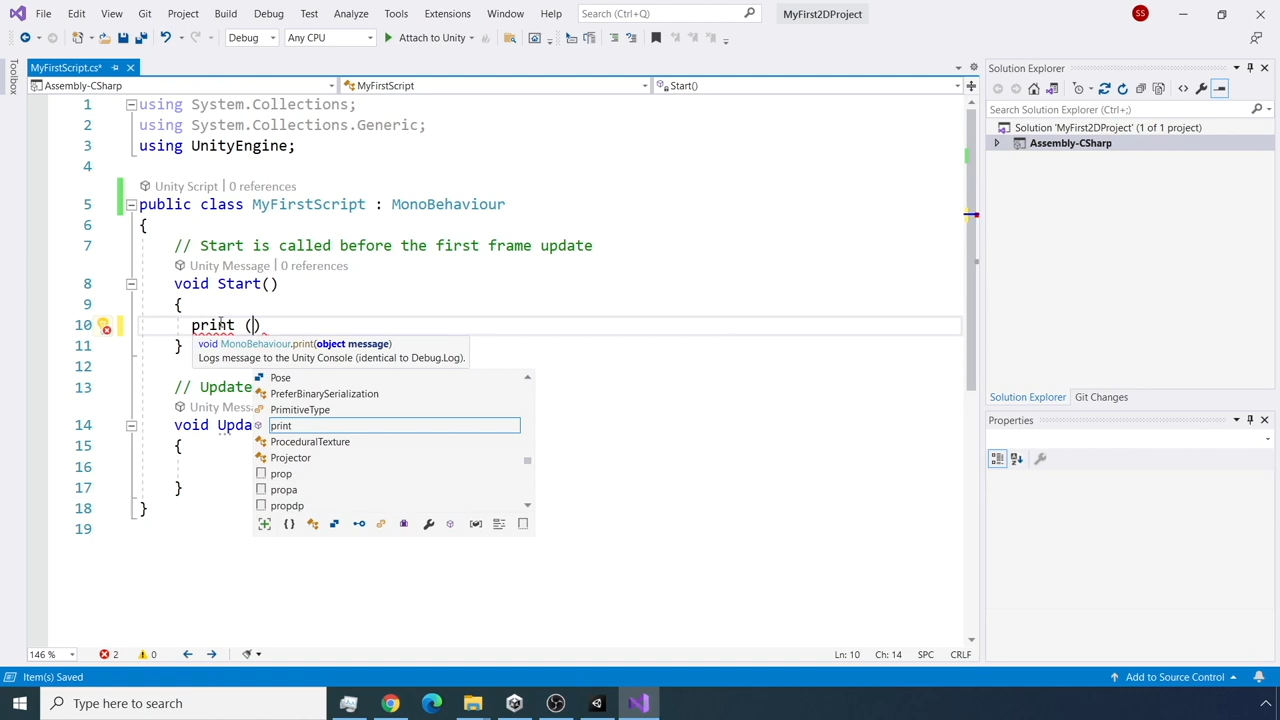 File Edit View Git Project Build Debug Test Analyze Tools Extensions Window Help Search (Ctrl+Q) MyFirst2DProject SS
Debug Any CPU Attach to Unity
Toolbox
MyFirstScript.cs*
Assembly-CSharp MyFirstScript Start()
1 using System.Collections;
2 using System.Collections.Generic;
3 using UnityEngine;
4
Unity Script | 0 references
5 public class MyFirstScript : MonoBehaviour
6 {
7 // Start is called before the first frame update
Unity Message | 0 references
8 void Start()
9 {
10 print ()
void MonoBehaviour.print(object message)
Logs message to the Unity Console (identical to Debug.Log).
11 }
12
13 // Update
Unity Messa
14 void Upda
15 {
16
17 }
18 }
19
Pose
PreferBinarySerialization
PrimitiveType
print
ProceduralTexture
Projector
prop
propa
propdp
Solution Explorer
Search Solution Explorer (Ctrl+;)
Solution 'MyFirst2DProject' (1 of 1 project)
Assembly-CSharp
Solution Explorer Git Changes
Properties
146 % 2 0 Ln: 10 Ch: 14 SPC CRLF
Item(s) Saved Add to Source Control
Type here to search